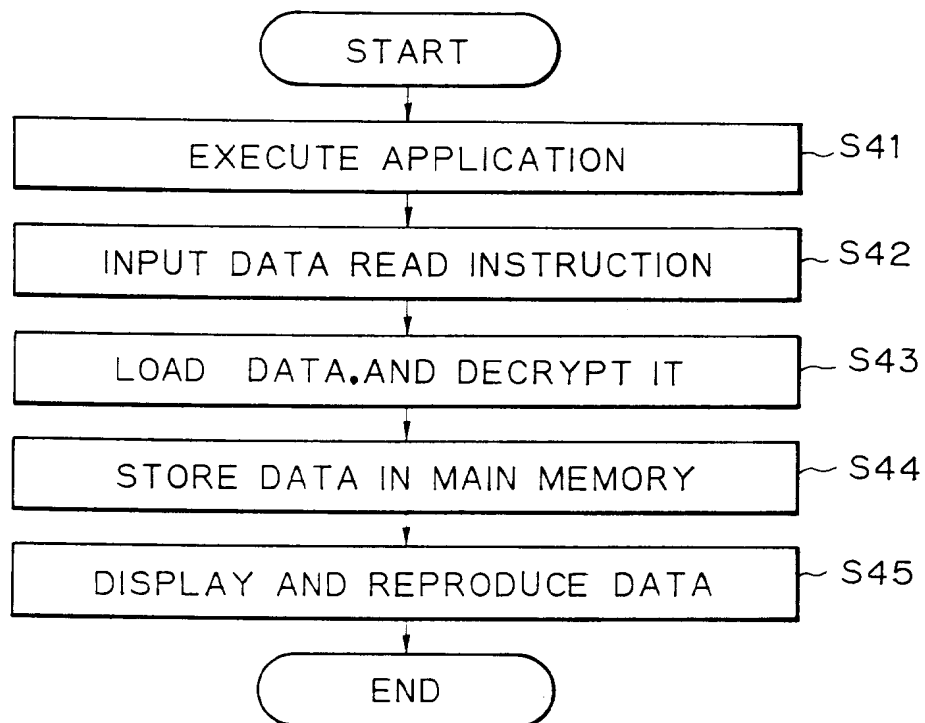 START
EXECUTE APPLICATION S41
INPUT DATA READ INSTRUCTION S42
LOAD DATA.AND DECRYPT IT S43
STORE DATA IN MAIN MEMORY S44
DISPLAY AND REPRODUCE DATA S45
END